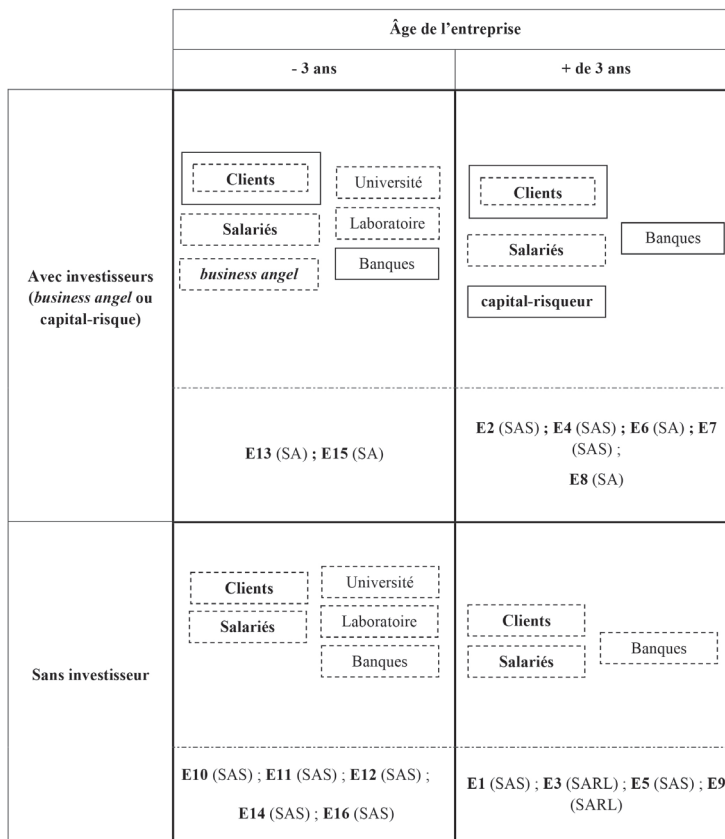 Âge de l'entreprise
- 3 ans
+ de 3 ans
Avec investisseurs
(business angel ou
capital-risque)
Clients
Université
Salariés
Laboratoire
business angel
Banques
Clients
Salariés
Banques
capital-risqueur
E13 (SA) ; E15 (SA)
E2 (SAS) ; E4 (SAS) ; E6 (SA) ; E7
(SAS) ;
E8 (SA)
Sans investisseur
Clients
Université
Salariés
Laboratoire
Banques
Clients
Salariés
Banques
E10 (SAS) ; E11 (SAS) ; E12 (SAS) ;
E14 (SAS) ; E16 (SAS)
E1 (SAS) ; E3 (SARL) ; E5 (SAS) ; E9
(SARL)